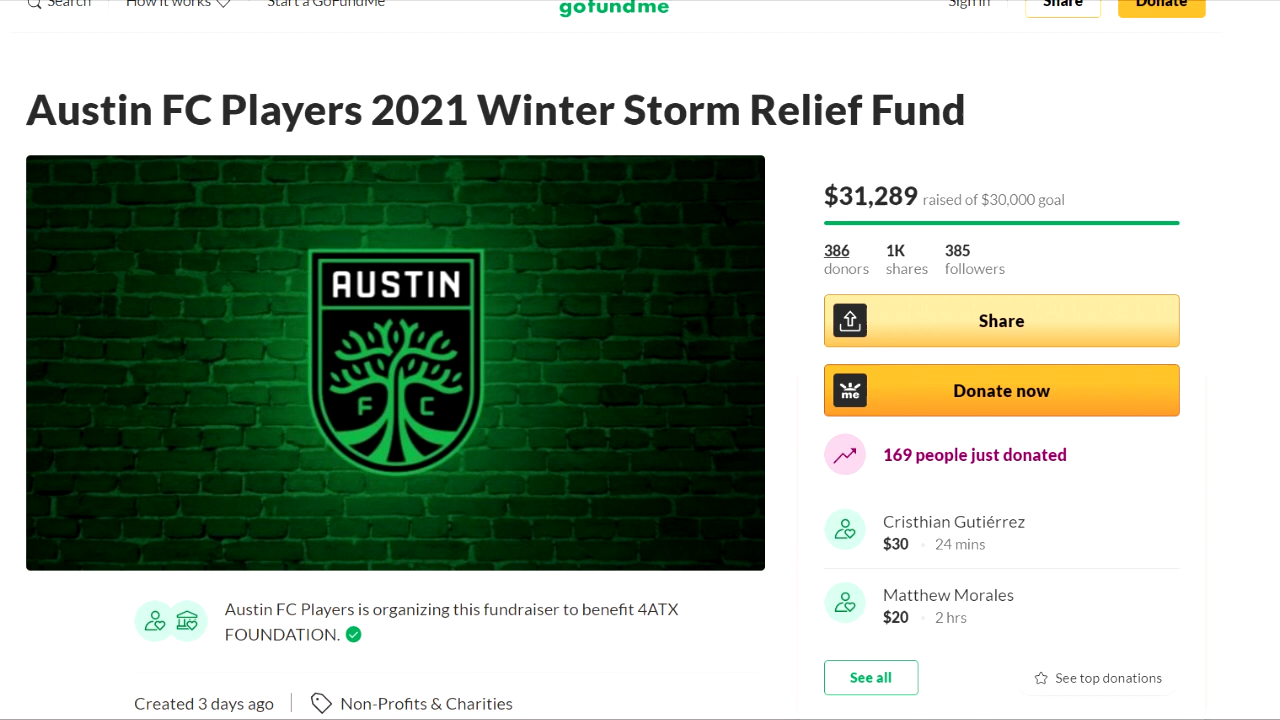 Search
How it works
Start a GoFundMe
gofundme
Sign in
Share
Donate
Austin FC Players 2021 Winter Storm Relief Fund
AUSTIN
F C
$31,289 raised of $30,000 goal
386 1K 385
donors shares followers
Share
me
Donate now
169 people just donated
Cristhian Gutiérrez
$30 24 mins
Matthew Morales
$20 2 hrs
See all
See top donations
Austin FC Players is organizing this fundraiser to benefit 4ATX
FOUNDATION.
Created 3 days ago
Non-Profits & Charities